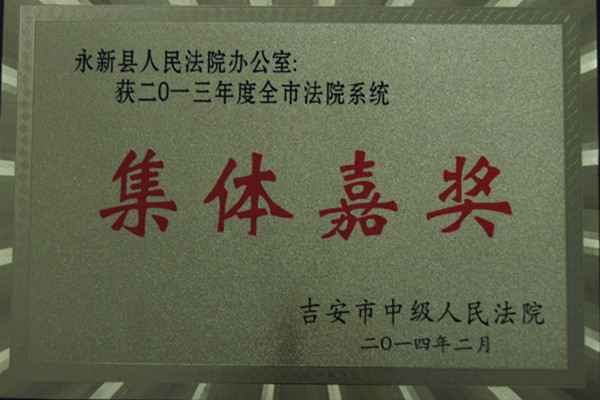 永新县人民法院办公室:
获二0一三年度全市法院系统
集体嘉奖
吉安市中级人民法院
二0一四年二月